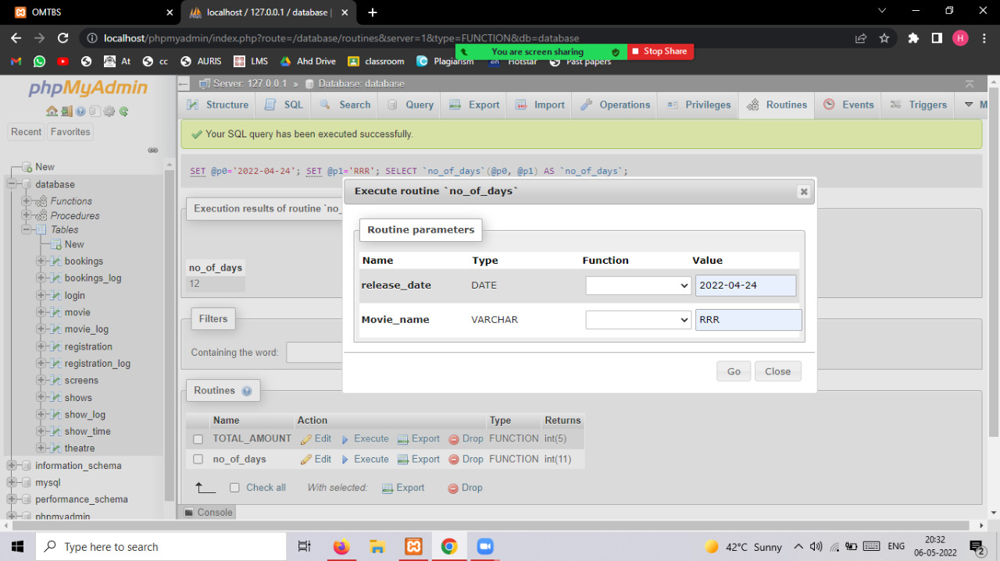 OMTBS
localhost / 127.0.0.1 / database |
localhost/phpmyadmin/index.php?route=/database/routines&server=1&type=FUNCTION&db=database
H
At
cc
AURIS
LMS
Ahd Drive
classroom
Plagiarism
Hotstar
Past papers
You are screen sharing
Stop Share
phpMyAdmin
Recent
Favorites
New
database
Functions
Procedures
Tables
New
bookings
bookings_log
login
movie
movie_log
registration
registration_log
screens
shows
show_log
show_time
theatre
information_schema
mysql
performance_schema
phpmyadmin
Server: 127.0.0.1 » Database: database
Structure
SQL
Search
Query
Export
Import
Operations
Privileges
Routines
Events
Triggers
M
Your SQL query has been executed successfully.
SET @p0='2022-04-24'; SET @p1='RRR'; SELECT `no_of_days`(@p0, @p1) AS `no_of_days`;
Execution results of routine `no_
no_of_days
12
Filters
Containing the word:
Execute routine `no_of_days`
Routine parameters
Name Type Function Value
release_date DATE 2022-04-24
Movie_name VARCHAR RRR
Go
Close
Routines
Name Action Type Returns
TOTAL_AMOUNT Edit Execute Export Drop FUNCTION int(5)
no_of_days Edit Execute Export Drop FUNCTION int(11)
Check all With selected: Export Drop
Console
Type here to search
42°C Sunny
ENG
20:32
06-05-2022
2